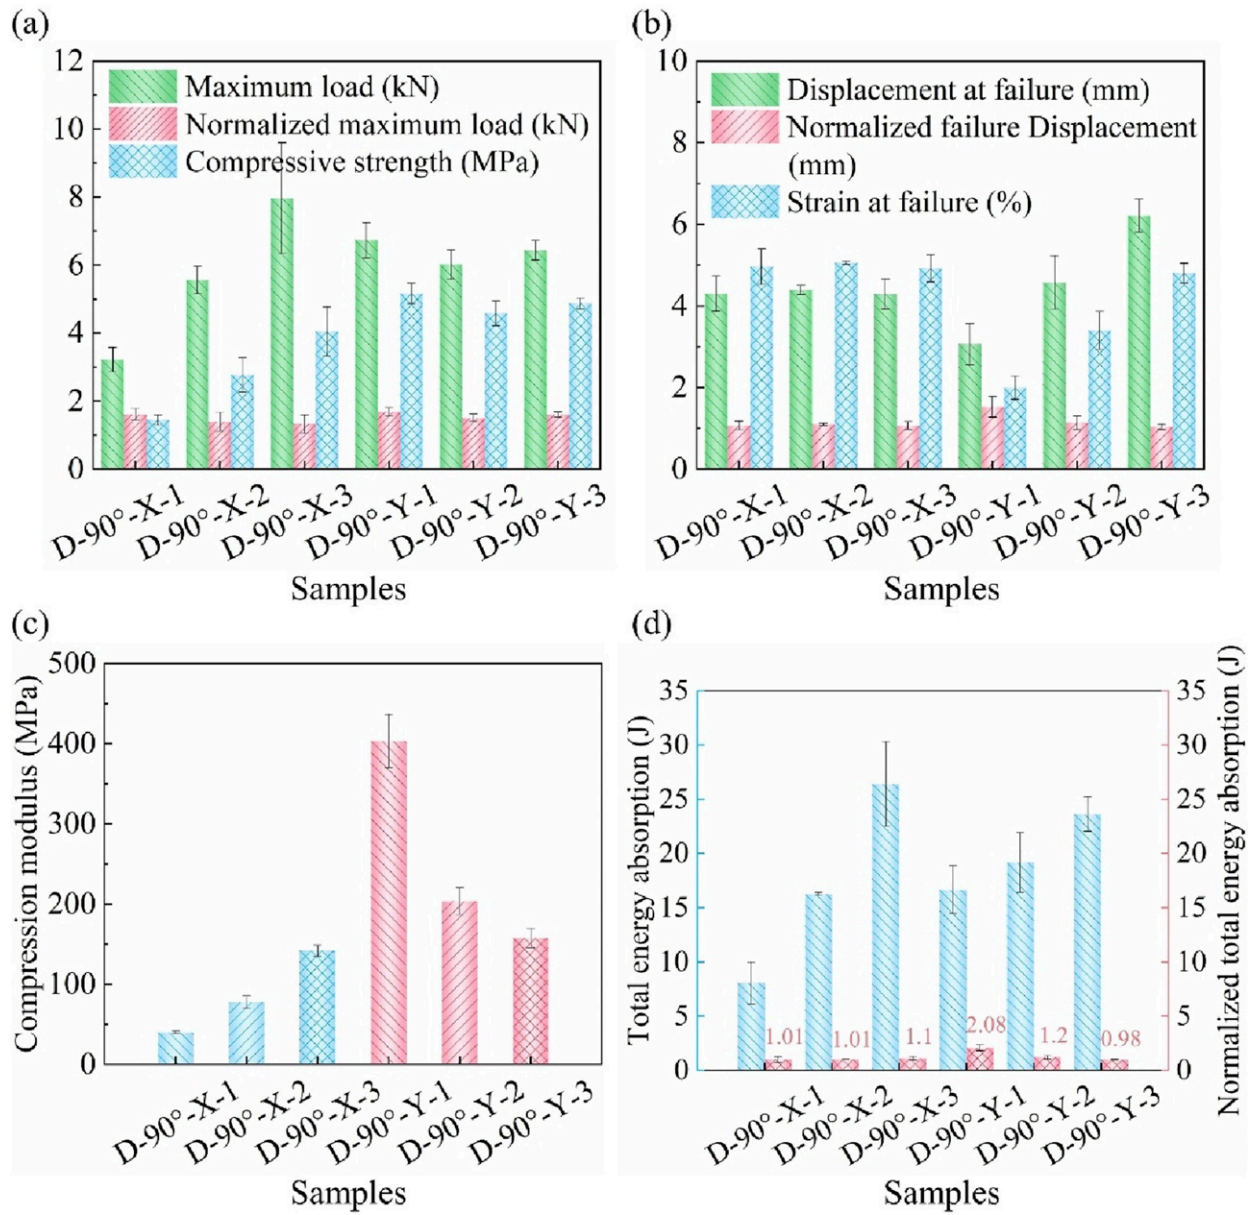 (a)
12
10
8
6
4
2
0
Maximum load (kN)
Normalized maximum load (kN)
Compressive strength (MPa)
D-90°-X-1
D-90°-X-2
D-90°-X-3
D-90°-Y-1
D-90°-Y-2
D-90°-Y-3
Samples
(b)
10
8
6
4
2
0
Displacement at failure (mm)
Normalized failure Displacement
(mm)
Strain at failure (%)
D-90°-X-1
D-90°-X-2
D-90°-X-3
D-90°-Y-1
D-90°-Y-2
D-90°-Y-3
Samples
(c)
Compression modulus (MPa)
500
400
300
200
100
0
D-90°-X-1
D-90°-X-2
D-90°-X-3
D-90°-Y-1
D-90°-Y-2
D-90°-Y-3
Samples
(d)
Total energy absorption (J)
35
30
25
20
15
10
5
0
1.01
1.01
1.1
2.08
1.2
0.98
35
30
25
20
15
10
5
0
Normalized total energy absorption (J)
D-90°-X-1
D-90°-X-2
D-90°-X-3
D-90°-Y-1
D-90°-Y-2
D-90°-Y-3
Samples